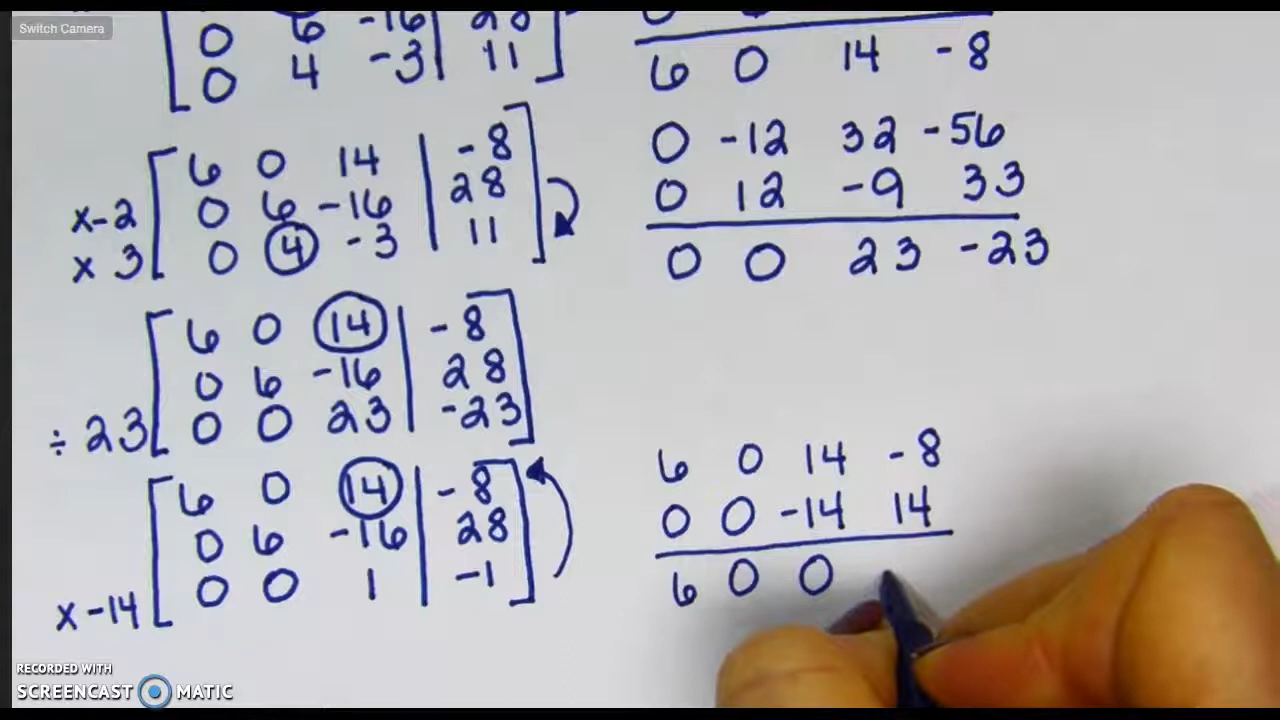 Switch Camera
0 6 -16 | 28
0 4 -3 | 11
6 0 14 -8
0 -12 32 -56
0 12 -9 33
0 0 23 -23
6 0 14 | -8
x-2 0 6 -16 | 28
x 3 0 4 -3 | 11
6 0 14 | -8
0 6 -16 | 28
÷ 23 0 0 23 | -23
6 0 14 | -8
0 6 -16 | 28
x -14 0 0 1 | -1
6 0 14 -8
0 0 -14 14
6 0 0
RECORDED WITH
SCREENCAST MATIC